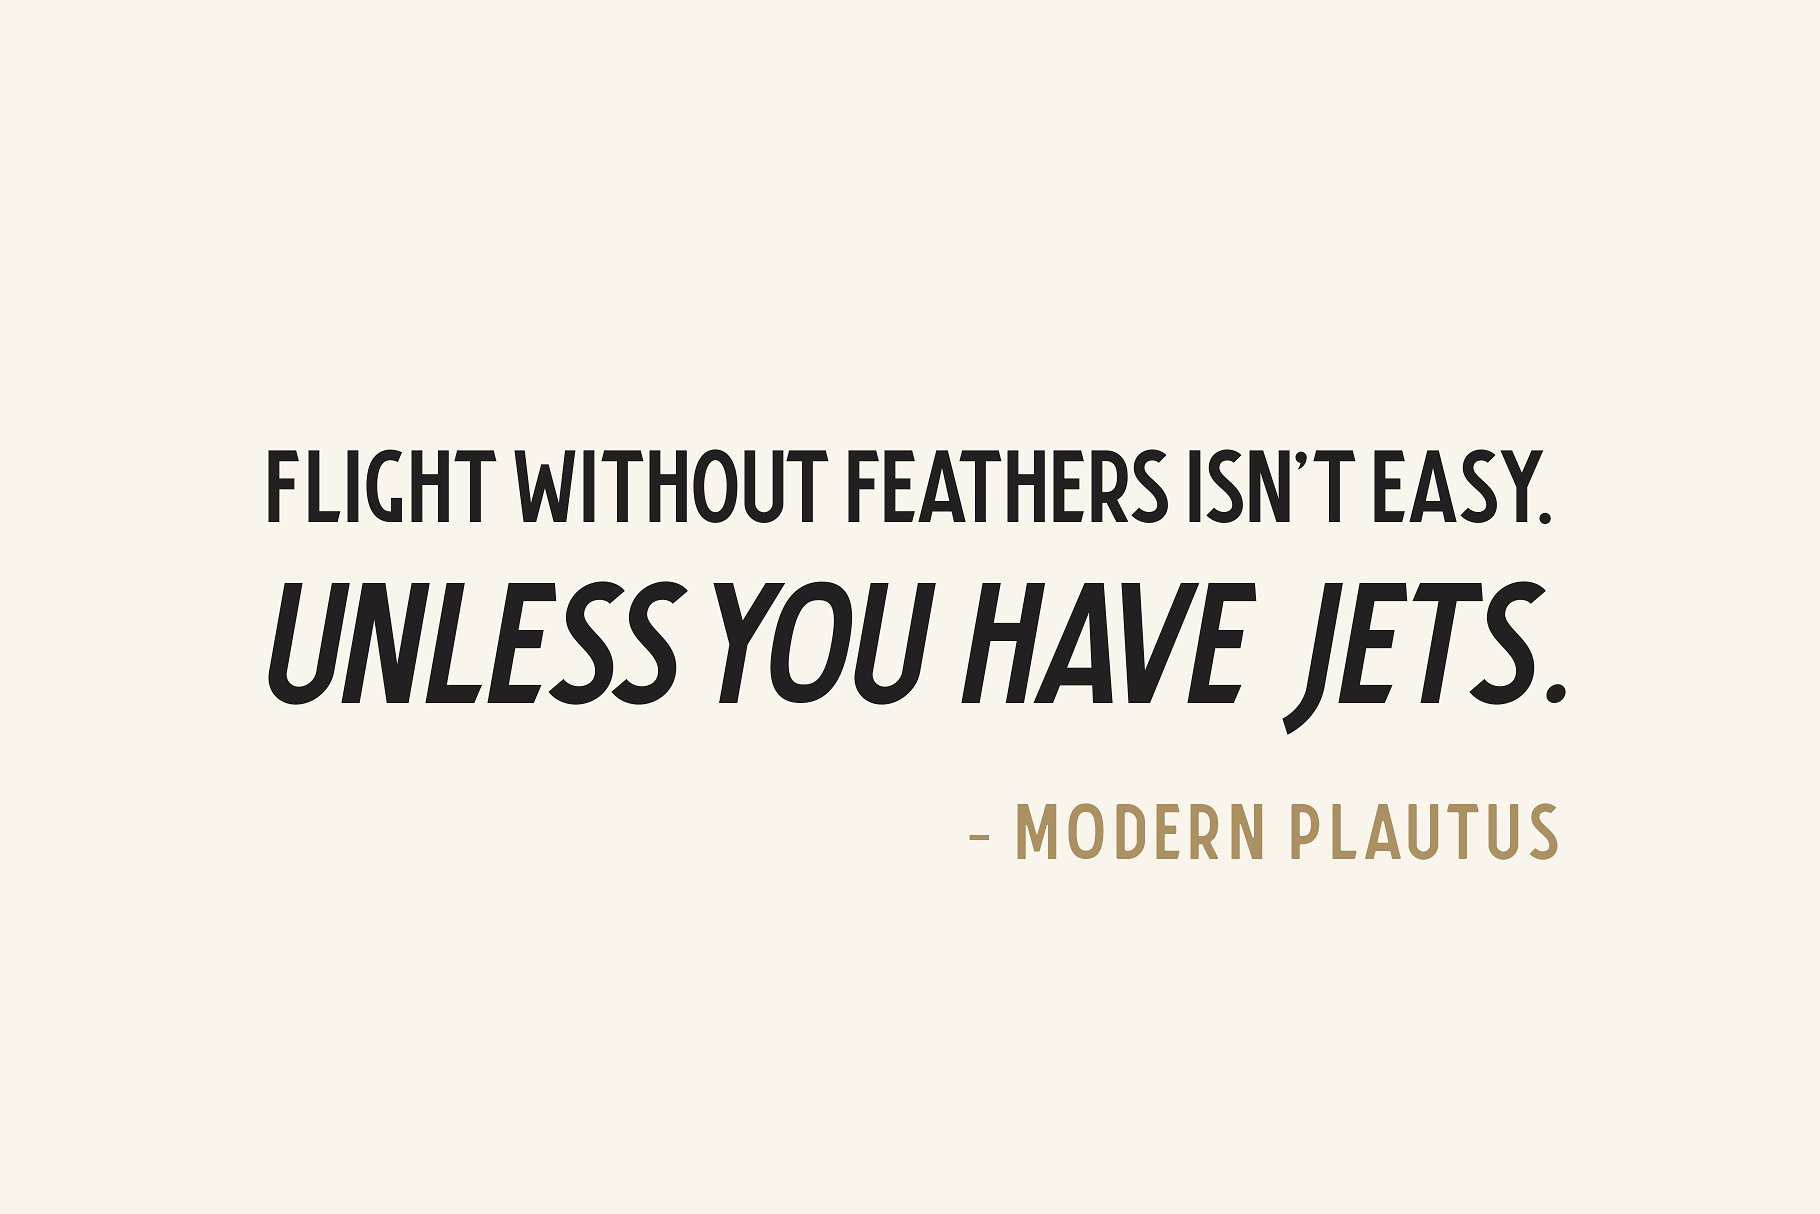 FLIGHT WITHOUT FEATHERS ISN’T EASY.
UNLESS YOU HAVE JETS.
- MODERN PLAUTUS